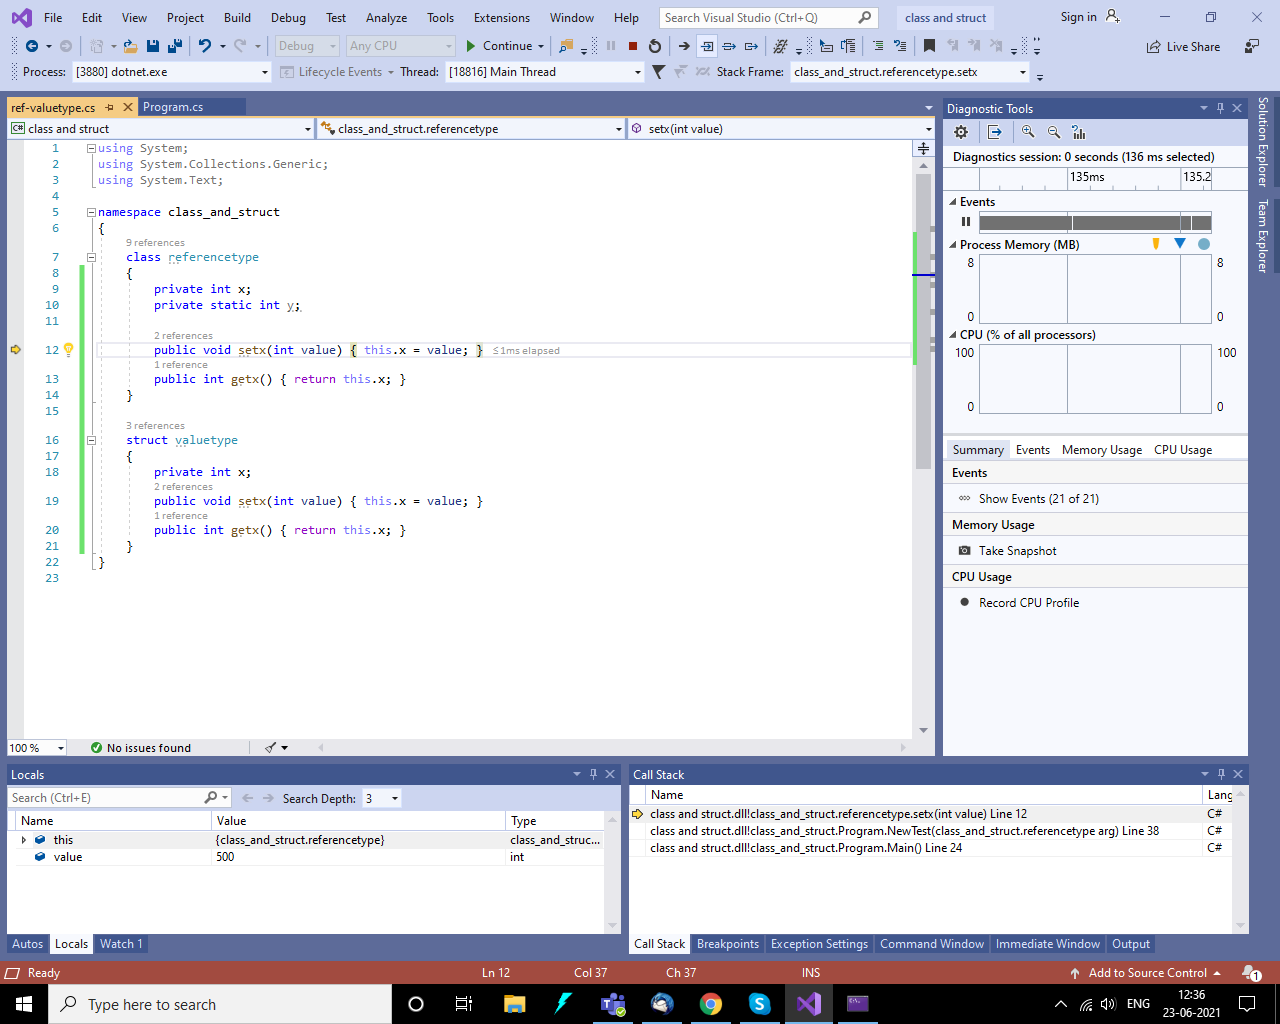 File Edit View Project Build Debug Test Analyze Tools Extensions Window Help Search Visual Studio (Ctrl+Q) class and struct Sign in
Debug Any CPU Continue Live Share
Process: [3880] dotnet.exe Lifecycle Events Thread: [18816] Main Thread Stack Frame: class_and_struct.referencetype.setx
ref-valuetype.cs Program.cs
C# class and struct class_and_struct.referencetype setx(int value)
1 using System;
2 using System.Collections.Generic;
3 using System.Text;
4
5 namespace class_and_struct
6 {
9 references
7 class referencetype
8 {
9 private int x;
10 private static int y;
11
2 references
12 public void setx(int value) { this.x = value; } ≤1ms elapsed
1 reference
13 public int getx() { return this.x; }
14 }
15
3 references
16 struct valuetype
17 {
18 private int x;
2 references
19 public void setx(int value) { this.x = value; }
1 reference
20 public int getx() { return this.x; }
21 }
22 }
23
100 % No issues found
Diagnostic Tools
Diagnostics session: 0 seconds (136 ms selected)
135ms 135.2
Events
Process Memory (MB)
8 8
0 0
CPU (% of all processors)
100 100
0 0
Summary Events Memory Usage CPU Usage
Events
Show Events (21 of 21)
Memory Usage
Take Snapshot
CPU Usage
Record CPU Profile
Solution Explorer
Team Explorer
Locals
Search (Ctrl+E) Search Depth: 3
Name Value Type
this {class_and_struct.referencetype} class_and_struc...
value 500 int
Autos Locals Watch 1
Call Stack
Name Lang
class and struct.dll!class_and_struct.referencetype.setx(int value) Line 12 C#
class and struct.dll!class_and_struct.Program.NewTest(class_and_struct.referencetype arg) Line 38 C#
class and struct.dll!class_and_struct.Program.Main() Line 24 C#
Call Stack Breakpoints Exception Settings Command Window Immediate Window Output
Ready Ln 12 Col 37 Ch 37 INS Add to Source Control 1
Type here to search ENG 12:36
23-06-2021